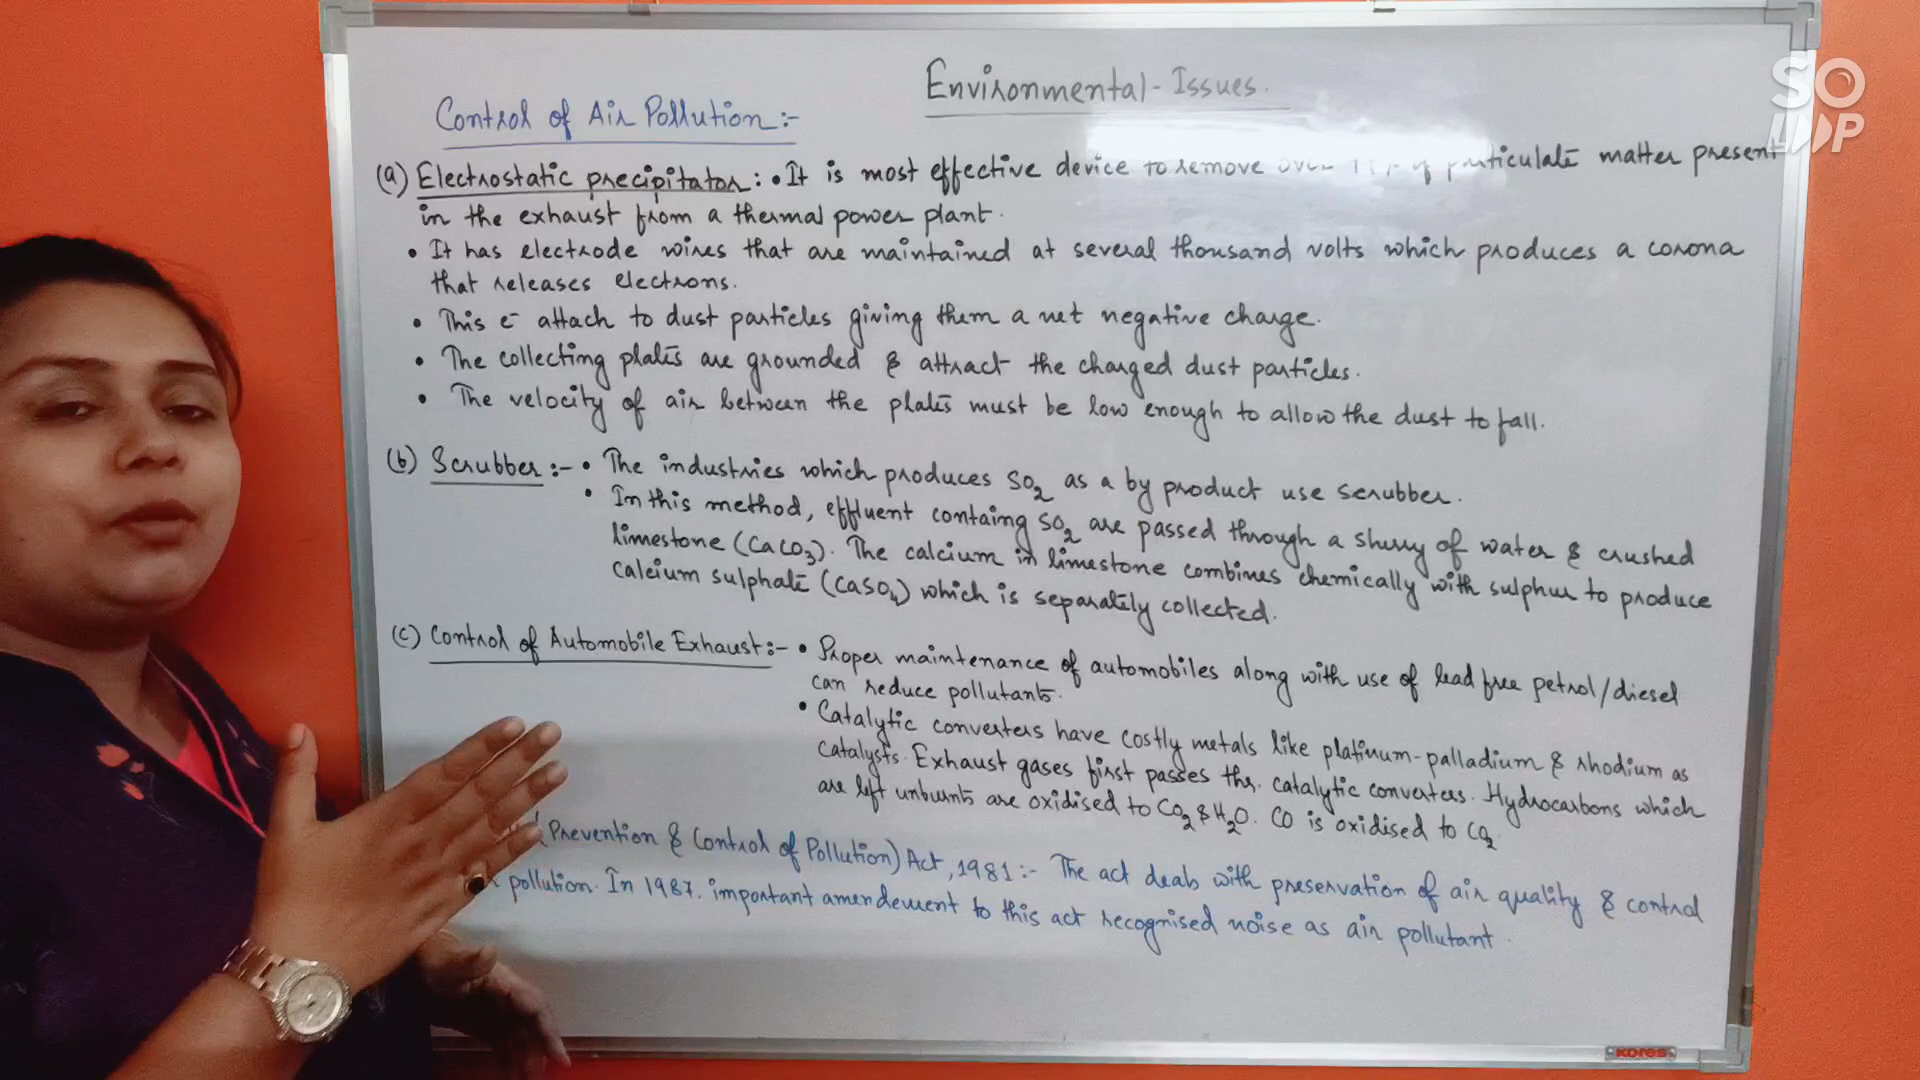 Environmental-Issues.
Control of Air Pollution:-
(a) Electrostatic precipitator: • It is most effective device to remove over of particulate matter present
in the exhaust from a thermal power plant.
• It has electrode wires that are maintained at several thousand volts which produces a corona
that releases electrons.
• This e- attach to dust particles giving them a net negative charge.
• The collecting plates are grounded & attract the charged dust particles.
• The velocity of air between the plates must be low enough to allow the dust to fall.
(b) Scrubber :- • The industries which produces SO2 as a by product use scrubber.
• In this method, effluent containg SO2 are passed through a slurry of water & crushed
limestone (CaCO3). The calcium in limestone combines chemically with sulphur to produce
calcium sulphate (CaSO4) which is separately collected.
(c) Control of Automobile Exhaust:- • Proper maintenance of automobiles along with use of lead free petrol/diesel
can reduce pollutants.
• Catalytic converters have costly metals like platinum-palladium & rhodium as
catalysts. Exhaust gases first passes thr. catalytic converters. Hydrocarbons which
are left unburnts are oxidised to CO2 & H2O. CO is oxidised to CO2.
(Prevention & Control of Pollution) Act, 1981:- The act deals with preservation of air quality & control
pollution. In 1987. important amendement to this act recognised noise as air pollutant.
SO
LOOP
KORES